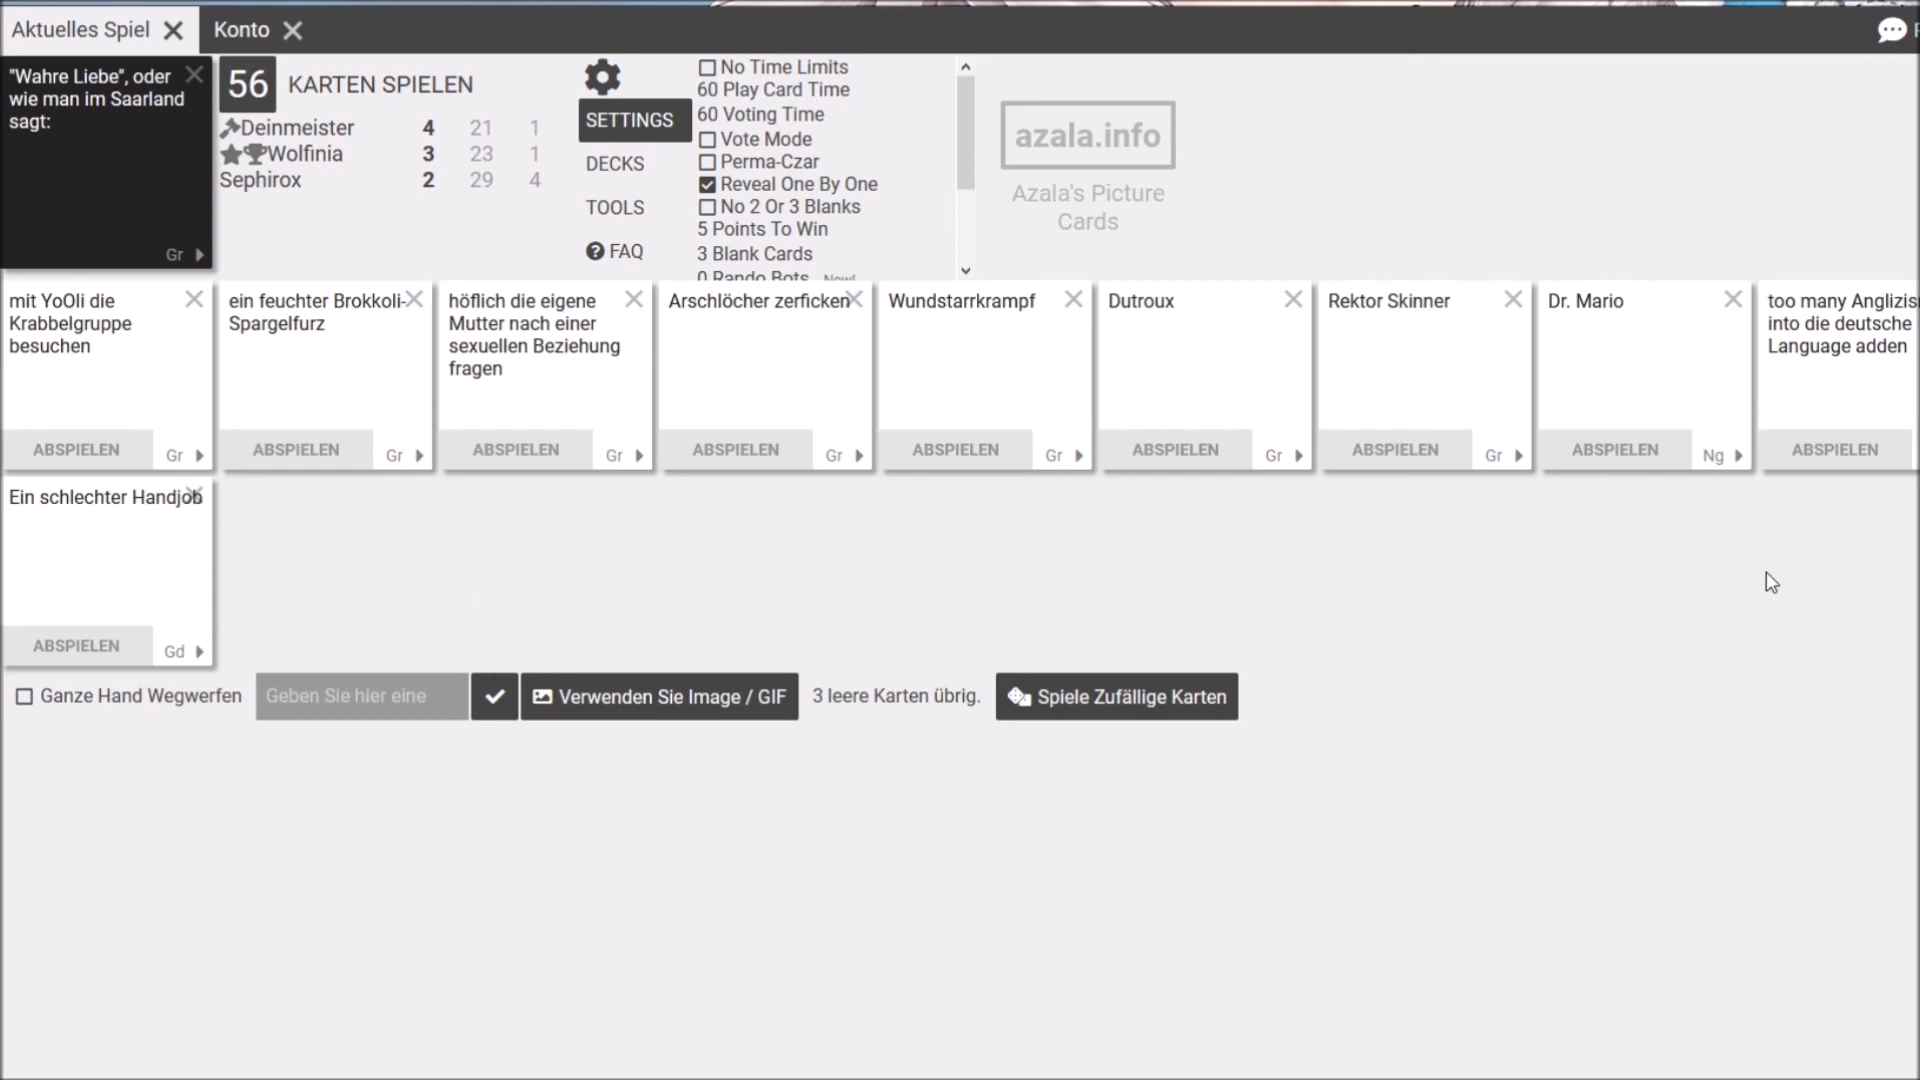 Aktuelles Spiel
Konto
"Wahre Liebe", oder
wie man im Saarland
sagt:
Gr
56 KARTEN SPIELEN
Deinmeister 4 21 1
Wolfinia 3 23 1
Sephirox 2 29 4
SETTINGS
DECKS
TOOLS
FAQ
No Time Limits
60 Play Card Time
60 Voting Time
Vote Mode
Perma-Czar
Reveal One By One
No 2 Or 3 Blanks
5 Points To Win
3 Blank Cards
0 Rando Bots New!
azala.info
Azala's Picture
Cards
mit YoOli die
Krabbelgruppe
besuchen
ABSPIELEN
Gr
ein feuchter Brokkoli-
Spargelfurz
ABSPIELEN
Gr
höflich die eigene
Mutter nach einer
sexuellen Beziehung
fragen
ABSPIELEN
Gr
Arschlöcher zerficken
ABSPIELEN
Gr
Wundstarrkrampf
ABSPIELEN
Gr
Dutroux
ABSPIELEN
Gr
Rektor Skinner
ABSPIELEN
Gr
Dr. Mario
ABSPIELEN
Ng
too many
into die deutsche
Language adden
ABSPIELEN
Ein schlechter Handjob
ABSPIELEN
Gd
Ganze Hand Wegwerfen
Geben Sie hier eine
Verwenden Sie Image / GIF
3 leere Karten übrig.
Spiele Zufällige Karten